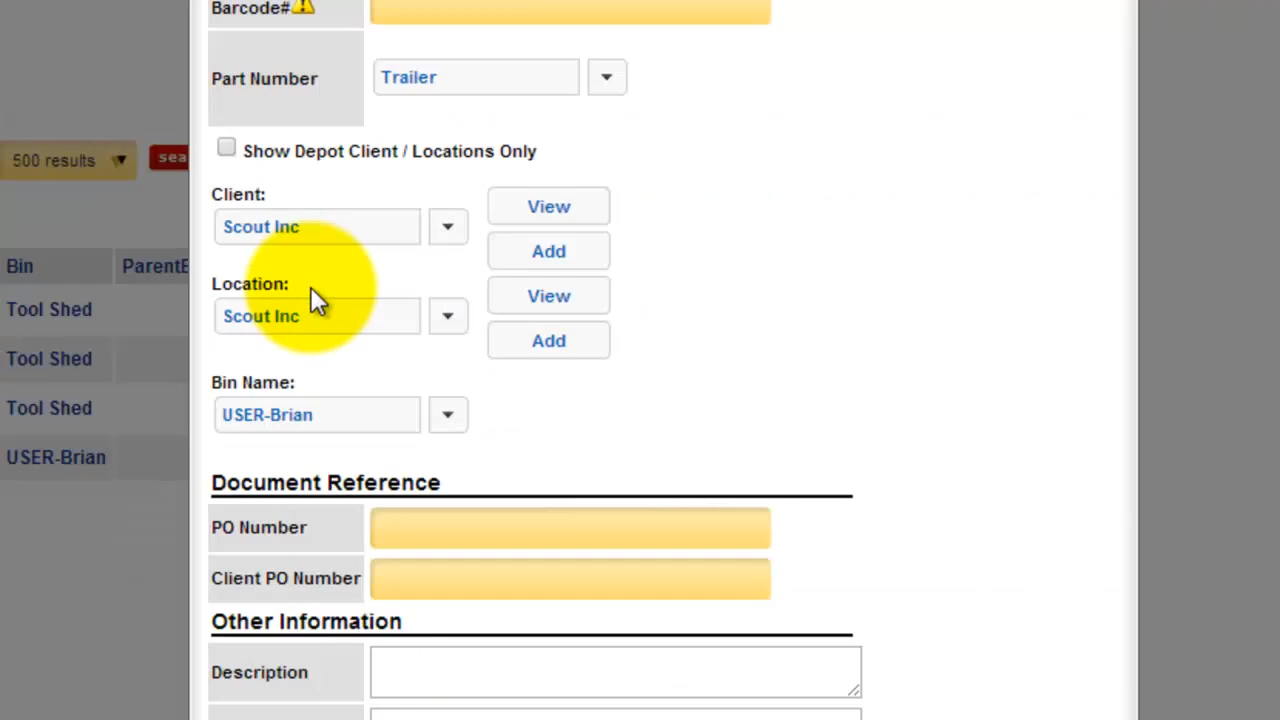 Barcode#
Part Number
Trailer
Show Depot Client / Locations Only
500 results
sea
Client:
Scout Inc
View
Add
Location:
Scout Inc
View
Add
Bin
ParentE
Tool Shed
Tool Shed
Tool Shed
USER-Brian
Bin Name:
USER-Brian
Document Reference
PO Number
Client PO Number
Other Information
Description